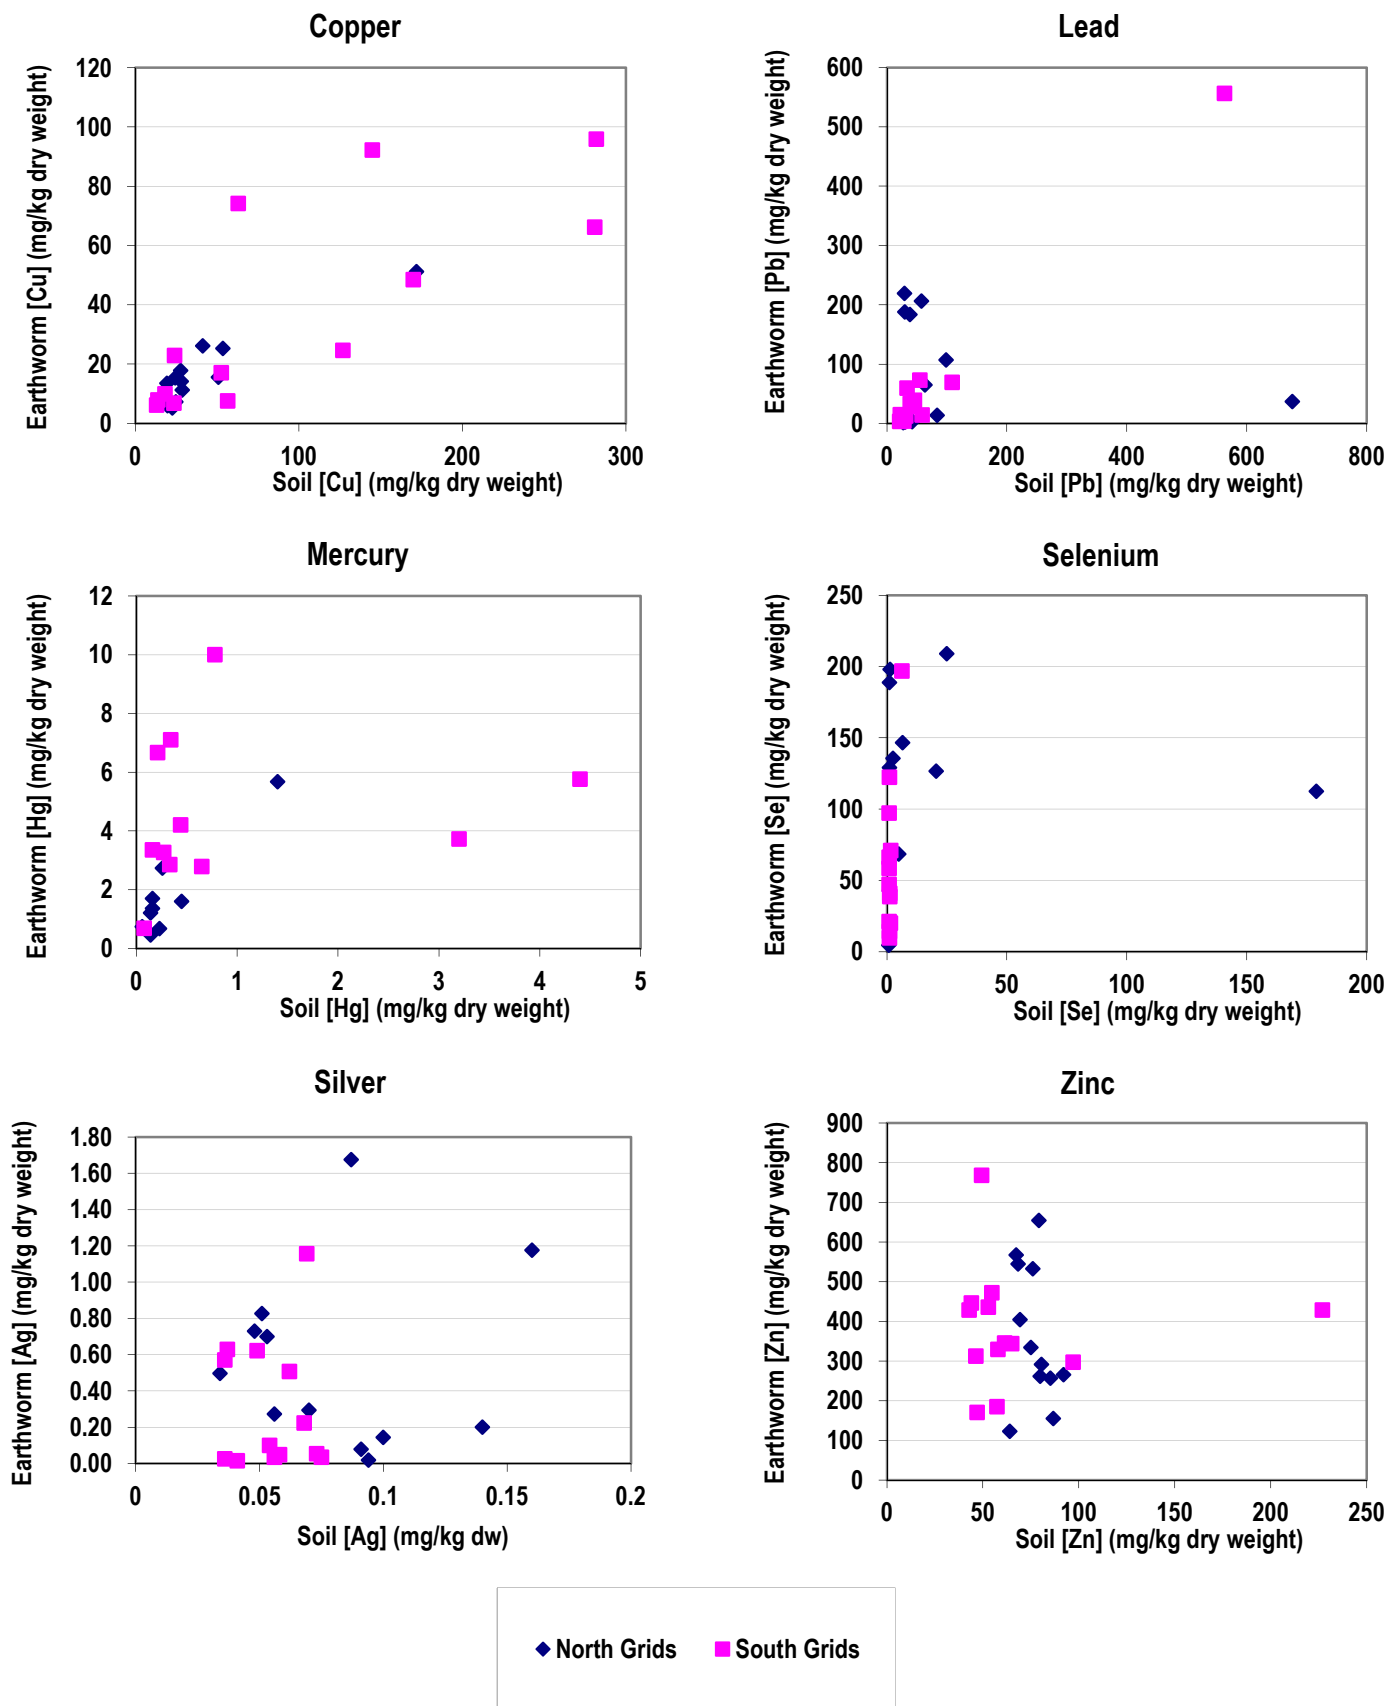 Copper
Earthworm [Cu] (mg/kg dry weight)
120
100
80
60
40
20
0
0 100 200 300
Soil [Cu] (mg/kg dry weight)
Lead
Earthworm [Pb] (mg/kg dry weight)
600
500
400
300
200
100
0
0 200 400 600 800
Soil [Pb] (mg/kg dry weight)
Mercury
Earthworm [Hg] (mg/kg dry weight)
12
10
8
6
4
2
0
0 1 2 3 4 5
Soil [Hg] (mg/kg dry weight)
Selenium
Earthworm [Se] (mg/kg dry weight)
250
200
150
100
50
0
0 50 100 150 200
Soil [Se] (mg/kg dry weight)
Silver
Earthworm [Ag] (mg/kg dry weight)
1.80
1.60
1.40
1.20
1.00
0.80
0.60
0.40
0.20
0.00
0 0.05 0.1 0.15 0.2
Soil [Ag] (mg/kg dw)
Zinc
Earthworm [Zn] (mg/kg dry weight)
900
800
700
600
500
400
300
200
100
0
0 50 100 150 200 250
Soil [Zn] (mg/kg dry weight)
North Grids South Grids